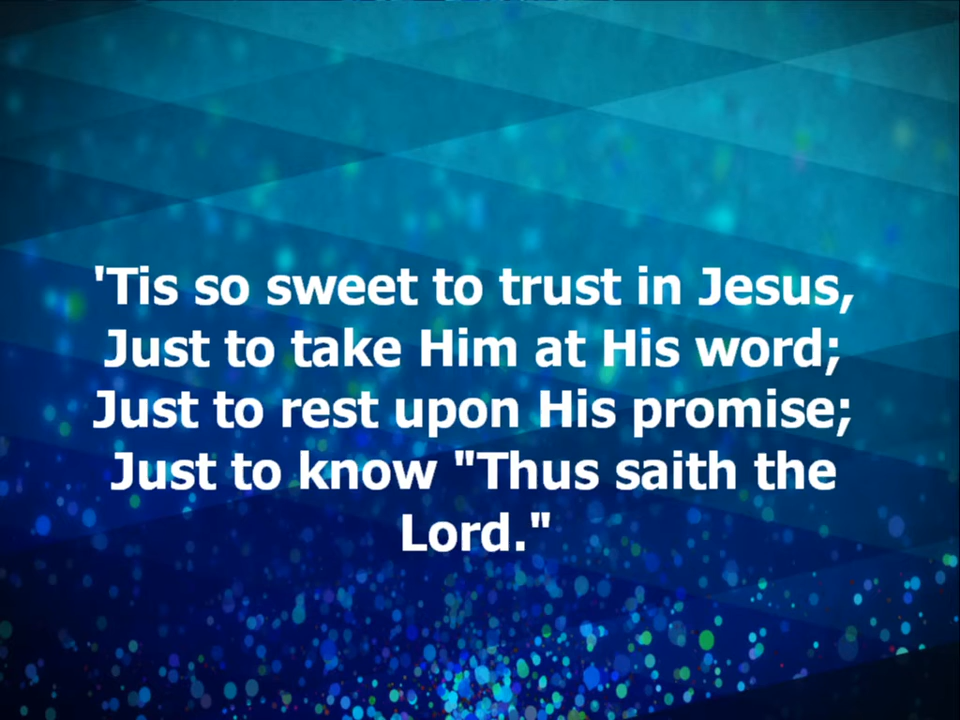 'Tis so sweet to trust in Jesus,
Just to take Him at His word;
Just to rest upon His promise;
Just to know "Thus saith the
Lord."